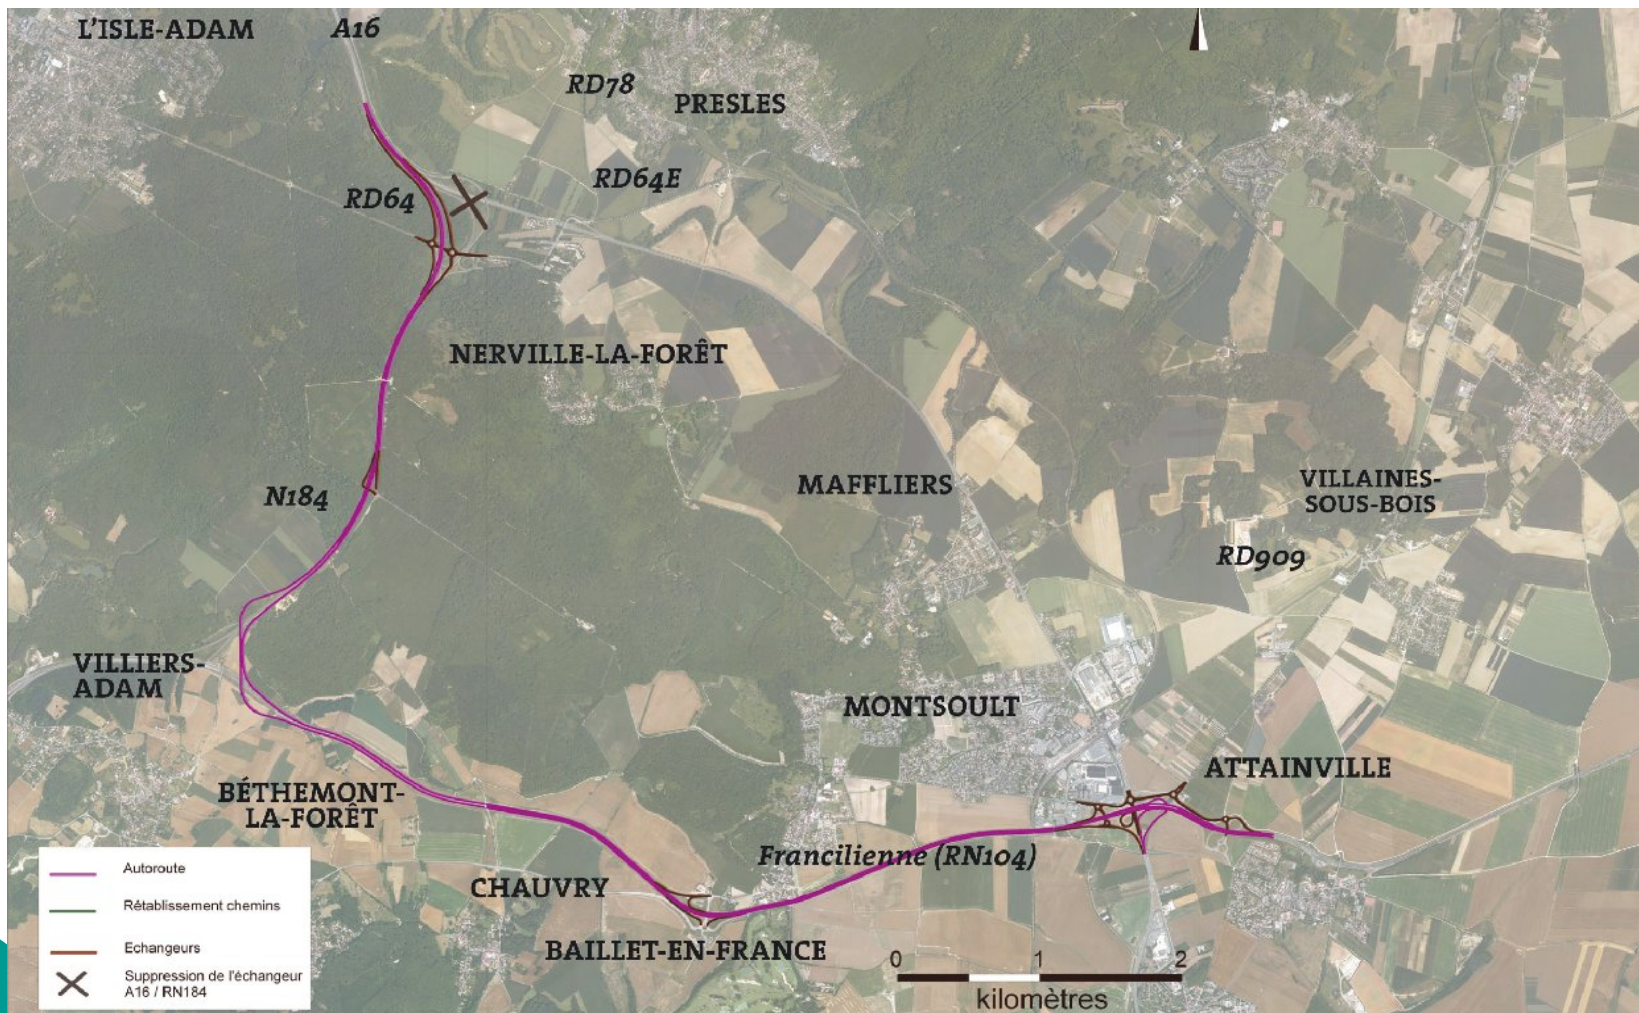 L'ISLE-ADAM
A16
RD78
PRESLES
RD64E
RD64
NERVILLE-LA-FORÊT
MAFFLIERS
VILLAINES-
SOUS-BOIS
N184
RD909
VILLIERS-
ADAM
MONTSOULT
ATTAINVILLE
BÉTHEMONT-
LA-FORÊT
Francilienne (RN104)
CHAUVRY
BAILLET-EN-FRANCE
Autoroute
Rétablissement chemins
Echangeurs
Suppression de l'échangeur
A16 / RN184
0 1 2
kilomètres